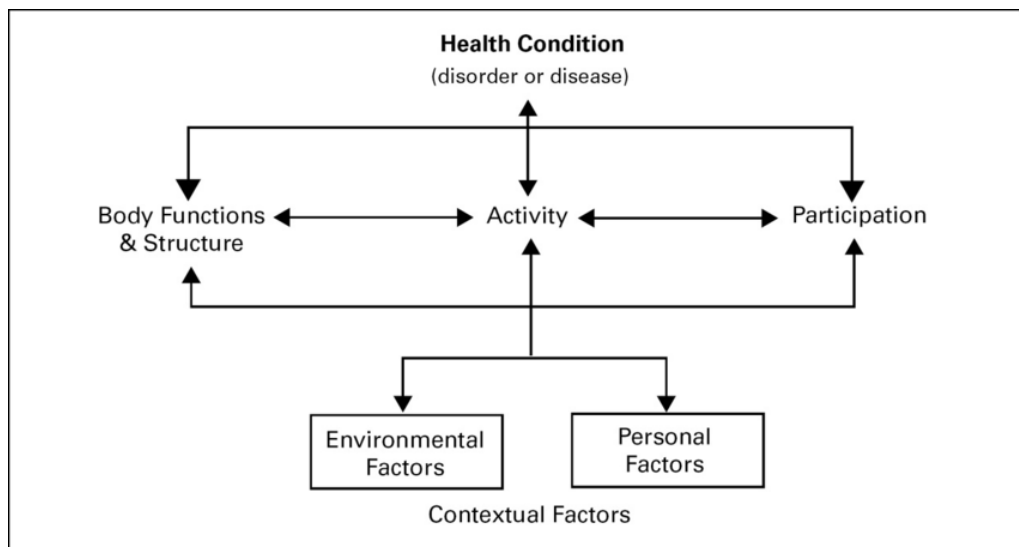 Health Condition
(disorder or disease)
Body Functions
& Structure
Activity
Participation
Environmental
Factors
Personal
Factors
Contextual Factors